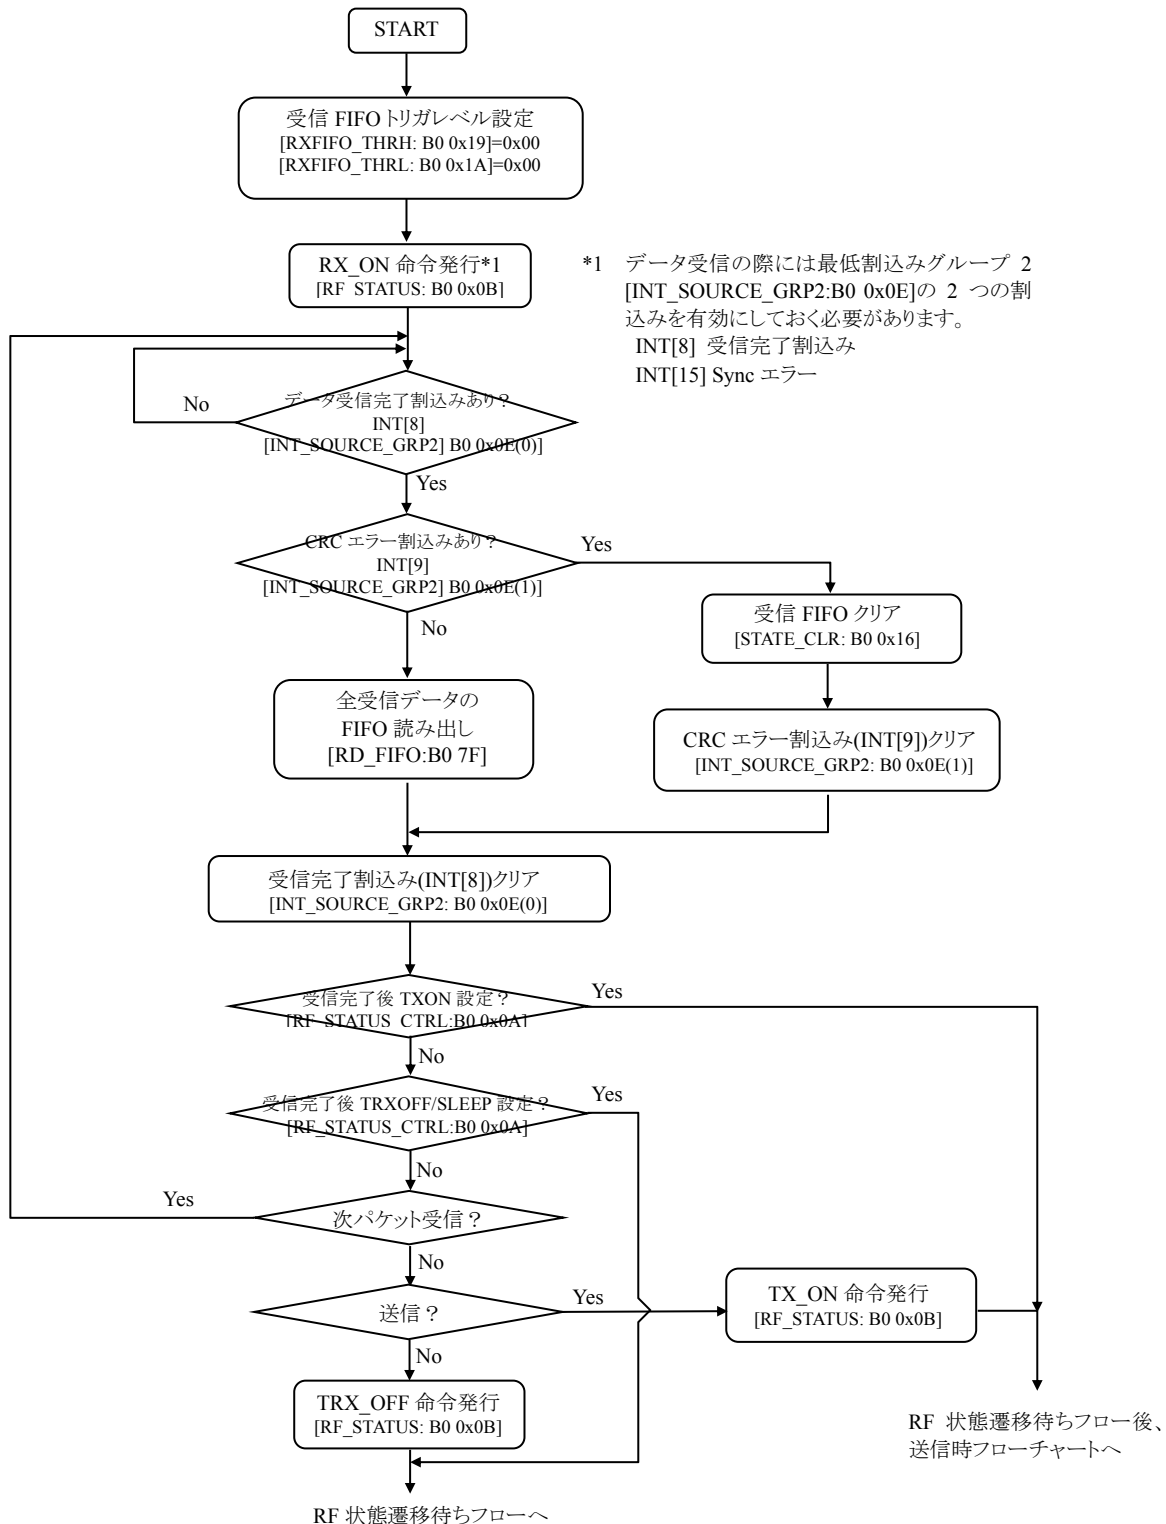 START
受信 FIFO トリガレベル設定
[RXFIFO_THRH: B0 0x19]=0x00
[RXFIFO_THRL: B0 0x1A]=0x00
RX_ON 命令発行*1
[RF_STATUS: B0 0x0B]
*1 データ受信の際には最低割込みグループ 2
[INT_SOURCE_GRP2:B0 0x0E]の 2 つの割
込みを有効にしておく必要があります。
INT[8] 受信完了割込み
INT[15] Sync エラー
No
データ受信完了割込みあり？
INT[8]
[INT_SOURCE_GRP2] B0 0x0E(0)]
Yes
CRC エラー割込みあり？
INT[9]
[INT_SOURCE_GRP2] B0 0x0E(1)]
Yes
No
受信 FIFO クリア
[STATE_CLR: B0 0x16]
全受信データの
FIFO 読み出し
[RD_FIFO:B0 7F]
CRC エラー割込み(INT[9])クリア
[INT_SOURCE_GRP2: B0 0x0E(1)]
受信完了割込み(INT[8])クリア
[INT_SOURCE_GRP2: B0 0x0E(0)]
受信完了後 TXON 設定？
[RF_STATUS_CTRL:B0 0x0A]
Yes
No
受信完了後 TRXOFF/SLEEP 設定？
[RF_STATUS_CTRL:B0 0x0A]
Yes
No
Yes
次パケット受信？
No
送信？
Yes
TX_ON 命令発行
[RF_STATUS: B0 0x0B]
No
TRX_OFF 命令発行
[RF_STATUS: B0 0x0B]
RF 状態遷移待ちフロー後、
送信時フローチャートへ
RF 状態遷移待ちフローへ